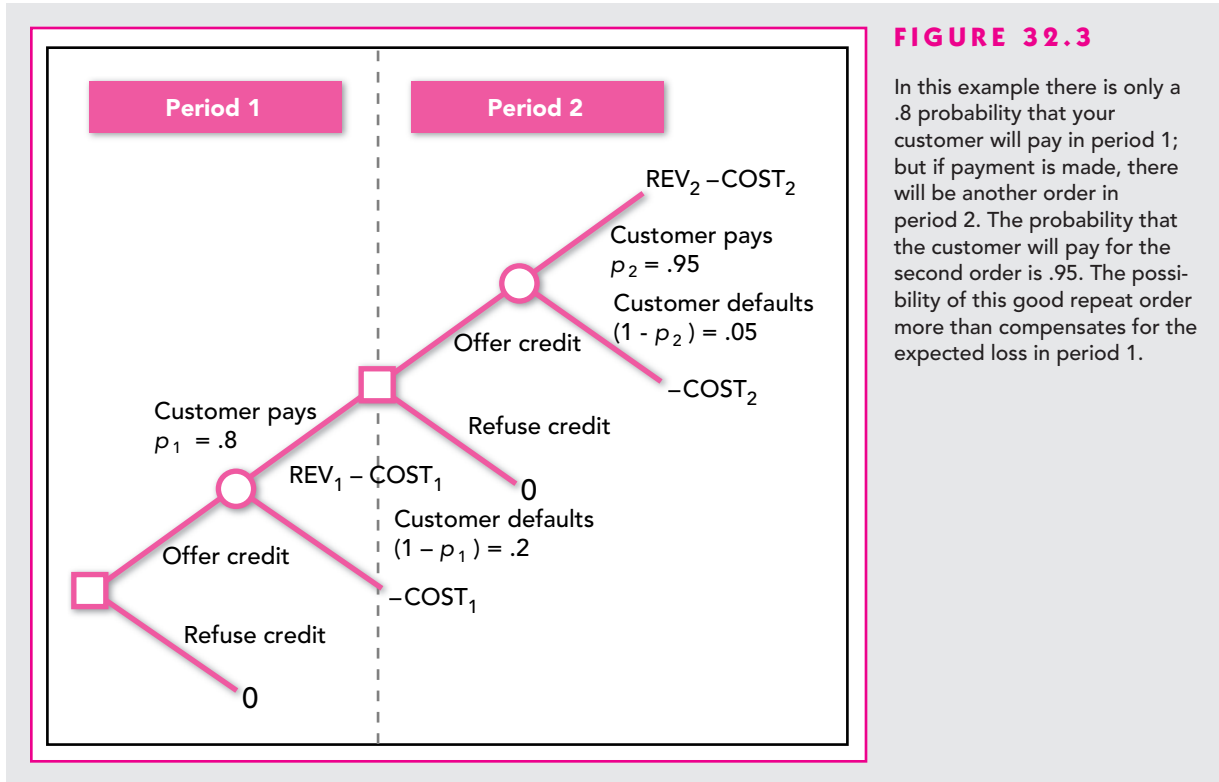 FIGURE 32.3
In this example there is only a
.8 probability that your
customer will pay in period 1;
but if payment is made, there
will be another order in
period 2. The probability that
the customer will pay for the
second order is .95. The possi-
bility of this good repeat order
more than compensates for the
expected loss in period 1.
Period 1
Period 2
REV₂ –COST₂
Customer pays
p₂ = .95
Customer defaults
(1 - p₂) = .05
Offer credit
–COST₂
Customer pays
p₁ = .8
Refuse credit
REV₁ – COST₁
0
Customer defaults
(1 – p₁) = .2
Offer credit
–COST₁
Refuse credit
0